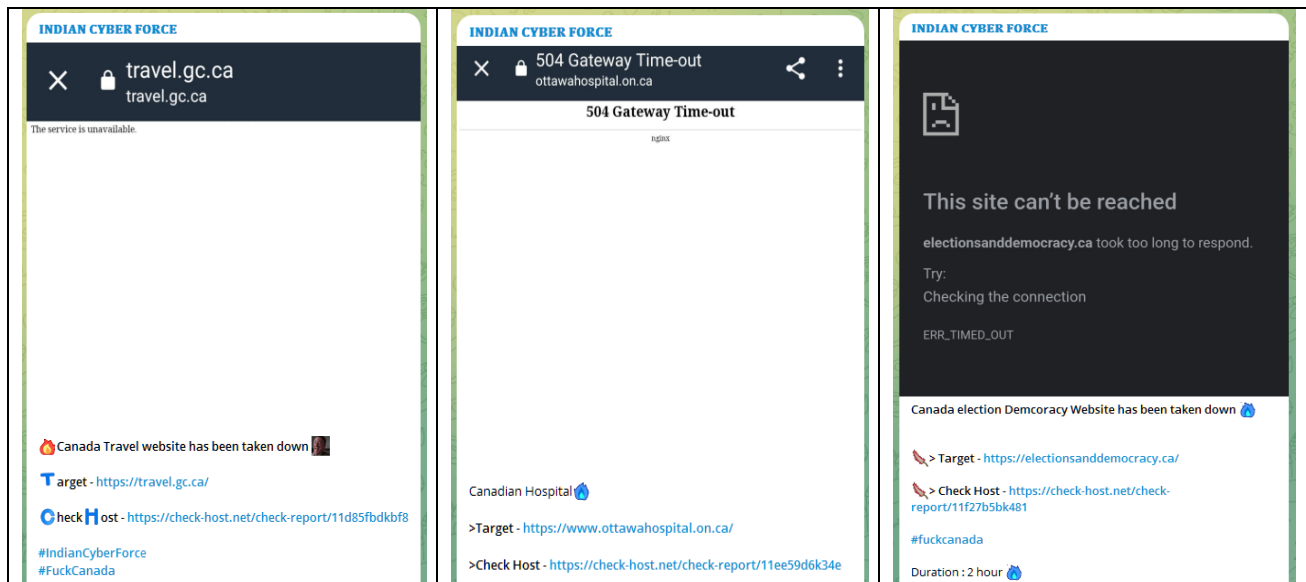 INDIAN CYBER FORCE
travel.gc.ca
travel.gc.ca
The service is unavailable.
Canada Travel website has been taken down
Target - https://travel.gc.ca/
Check Host - https://check-host.net/check-report/11d85fbdkbf8
#IndianCyberForce
#FuckCanada
INDIAN CYBER FORCE
504 Gateway Time-out
ottawahospital.on.ca
504 Gateway Time-out
nginx
Canadian Hospital
>Target - https://www.ottawahospital.on.ca/
>Check Host - https://check-host.net/check-report/11ee59d6k34e
INDIAN CYBER FORCE
This site can't be reached
electionsanddemocracy.ca took too long to respond.
Try:
Checking the connection
ERR_TIMED_OUT
Canada election Demcoracy Website has been taken down
> Target - https://electionsanddemocracy.ca/
> Check Host - https://check-host.net/check-
report/11f27b5bk481
#fuckcanada
Duration : 2 hour